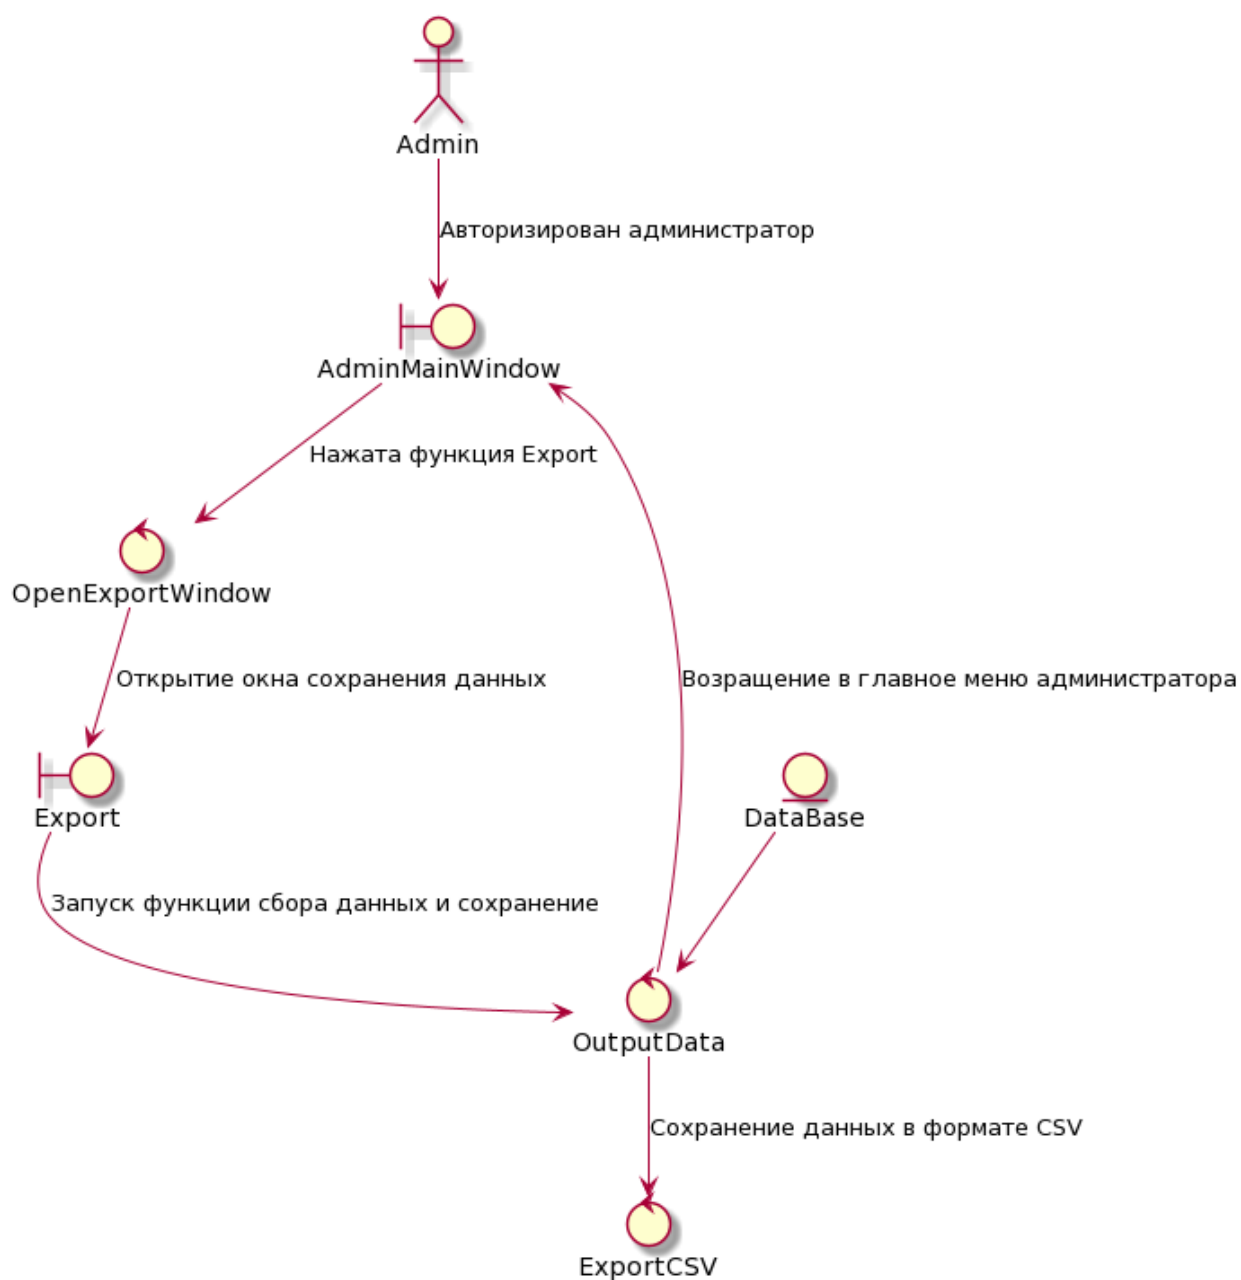 Admin
Авторизирован администратор
AdminMainWindow
Нажата функция Export
OpenExportWindow
Открытие окна сохранения данных
Возращение в главное меню администратора
Export
DataBase
Запуск функции сбора данных и сохранение
OutputData
Сохранение данных в формате CSV
ExportCSV